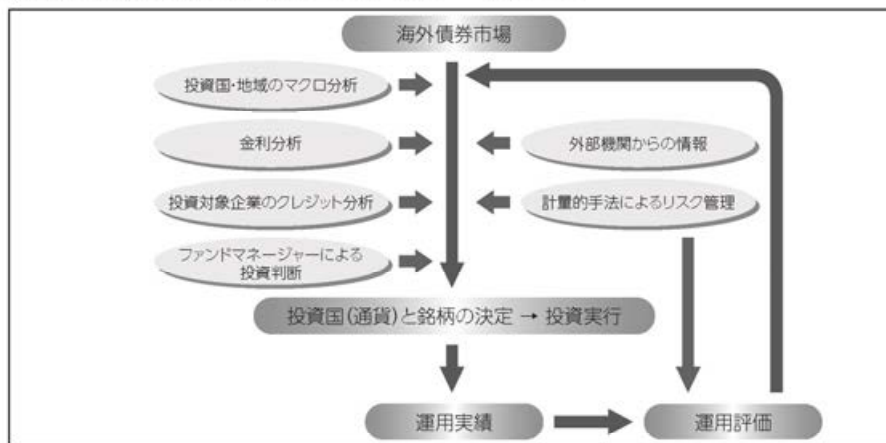 海外債券市場
投資国・地域のマクロ分析
金利分析
外部機関からの情報
投資対象企業のクレジット分析
計量的手法によるリスク管理
ファンドマネージャーによる
投資判断
投資国(通貨)と銘柄の決定 → 投資実行
運用実績
運用評価